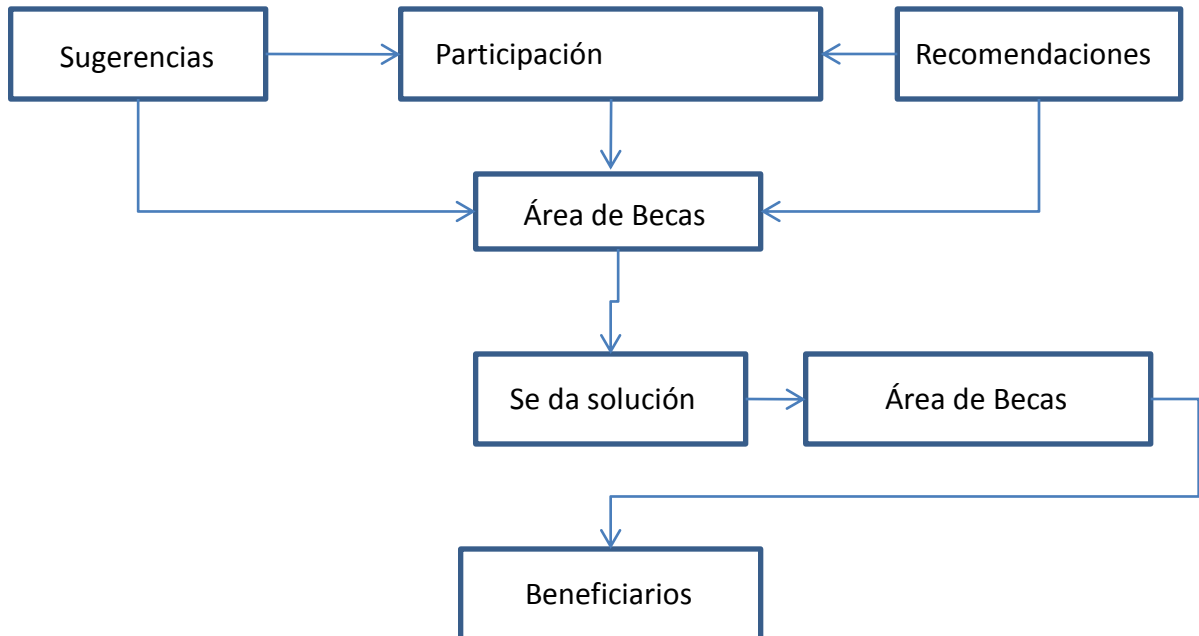 Sugerencias
Participación
Recomendaciones
Área de Becas
Se da solución
Área de Becas
Beneficiarios